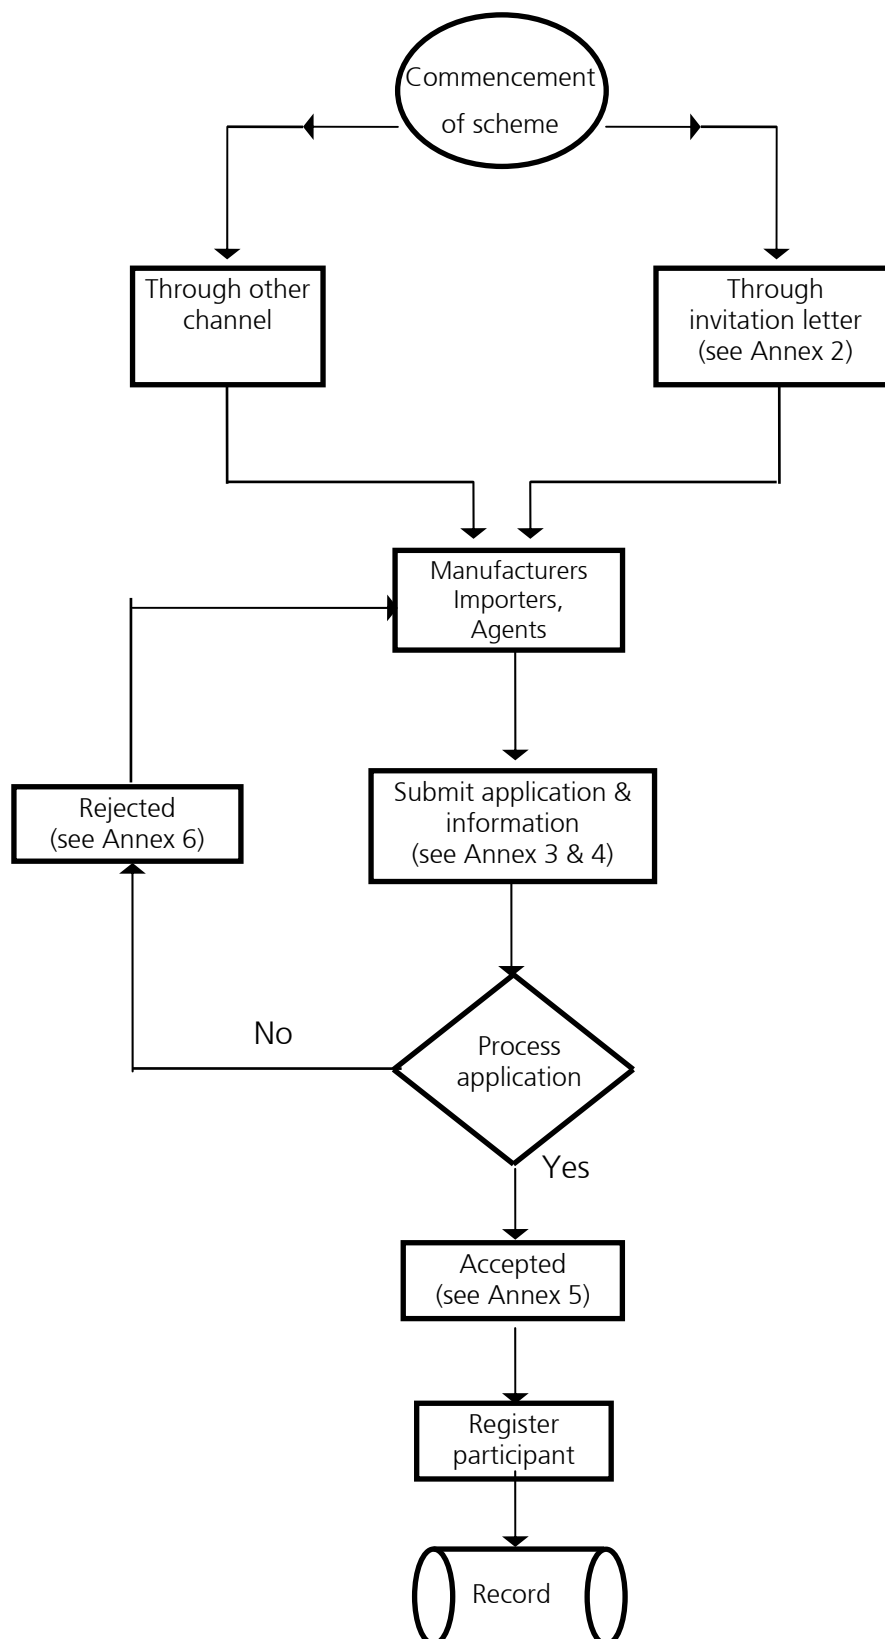 Commencement
of scheme
Through other
channel
Through
invitation letter
(see Annex 2)
Manufacturers
Importers,
Agents
Rejected
(see Annex 6)
Submit application &
information
(see Annex 3 & 4)
No
Process
application
Yes
Accepted
(see Annex 5)
Register
participant
Record